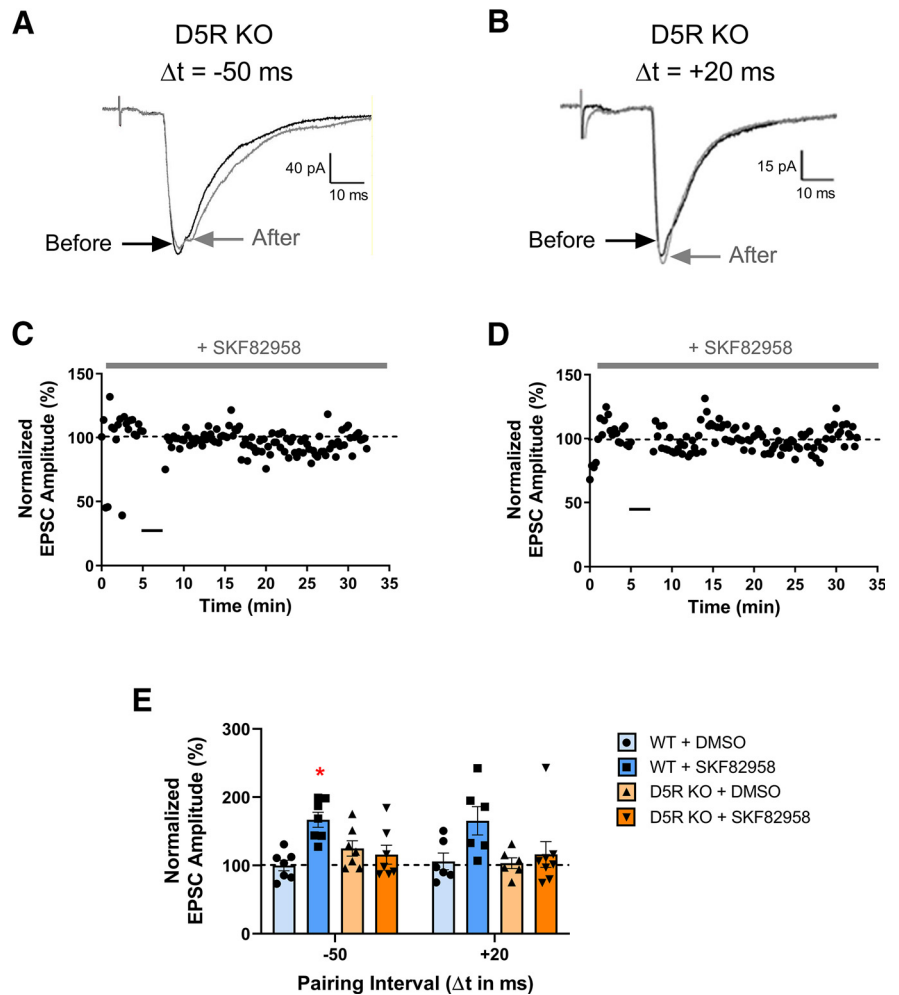 A
D5R KO
Δt = -50 ms
40 pA
10 ms
Before
After
B
D5R KO
Δt = +20 ms
15 pA
10 ms
Before
After
C
+ SKF82958
Normalized
EPSC Amplitude (%)
150
100
50
0
0 5 10 15 20 25 30 35
Time (min)
D
+ SKF82958
Normalized
EPSC Amplitude (%)
150
100
50
0
0 5 10 15 20 25 30 35
Time (min)
E
Normalized
EPSC Amplitude (%)
300
200
100
0
*
-50 +20
Pairing Interval (Δt in ms)
WT + DMSO
WT + SKF82958
D5R KO + DMSO
D5R KO + SKF82958